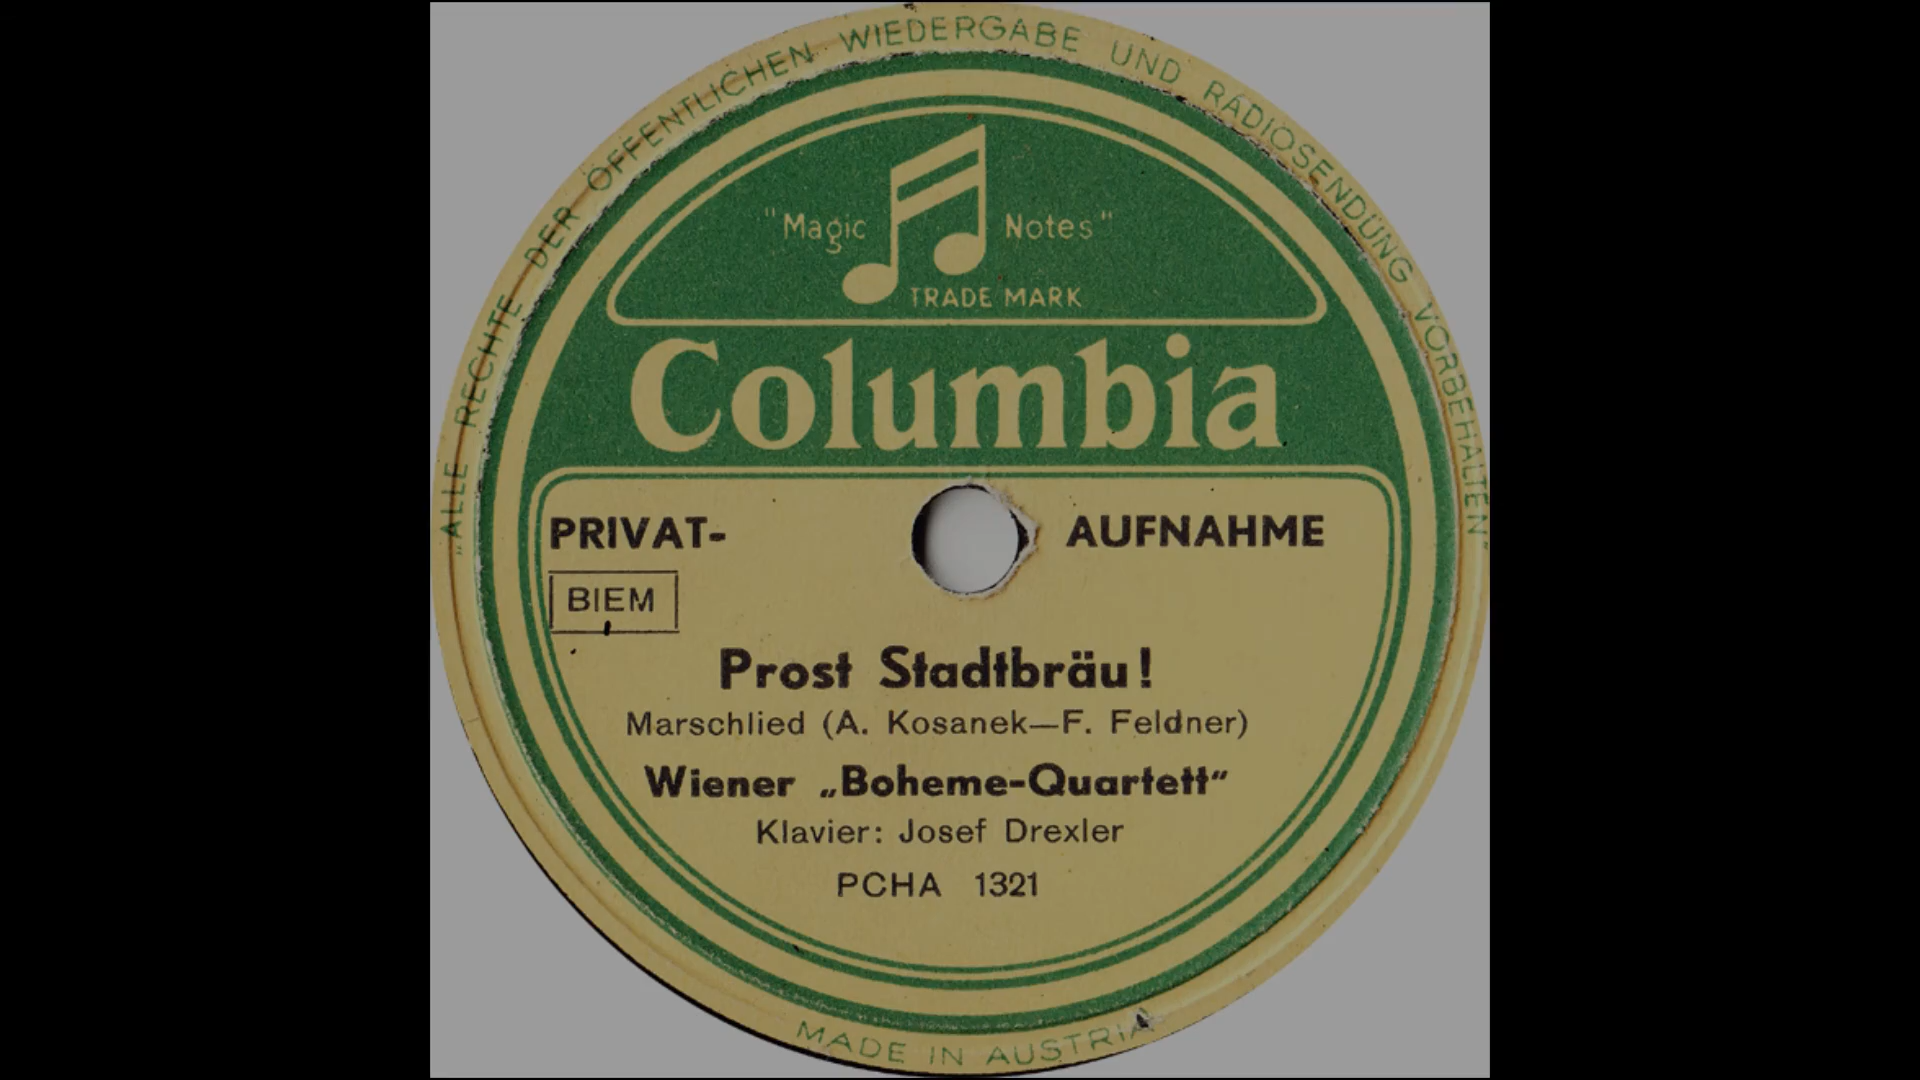 „ALLE RECHTE DER ÖFFENTLICHEN WIEDERGABE UND RADIOSENDUNG VORBEHALTEN“
"Magic Notes"
TRADE MARK
Columbia
PRIVAT- AUFNAHME
BIEM
Prost Stadtbräu!
Marschlied (A. Kosanek—F. Feldner)
Wiener „Boheme-Quartett“
Klavier: Josef Drexler
PCHA 1321
MADE IN AUSTRIA